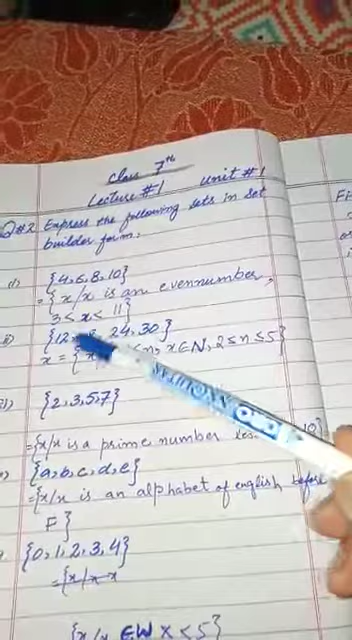 Class 7th
Lecture #1 Unit #1
Q#2 Express the following sets in set
builder form.
i) {4,6,8,10}
= {x/x is an even number,
3 < x < 11}
ii) {12, 24, 30}
x = { n, x∈N, 2≤n≤5}
{2,3,5,7}
={x/x is a prime number
{a,b,c,d,e}
={x/x is an alphabet of english before
F}
{0,1,2,3,4}
={x/x
{x/x ∈W X≤5}